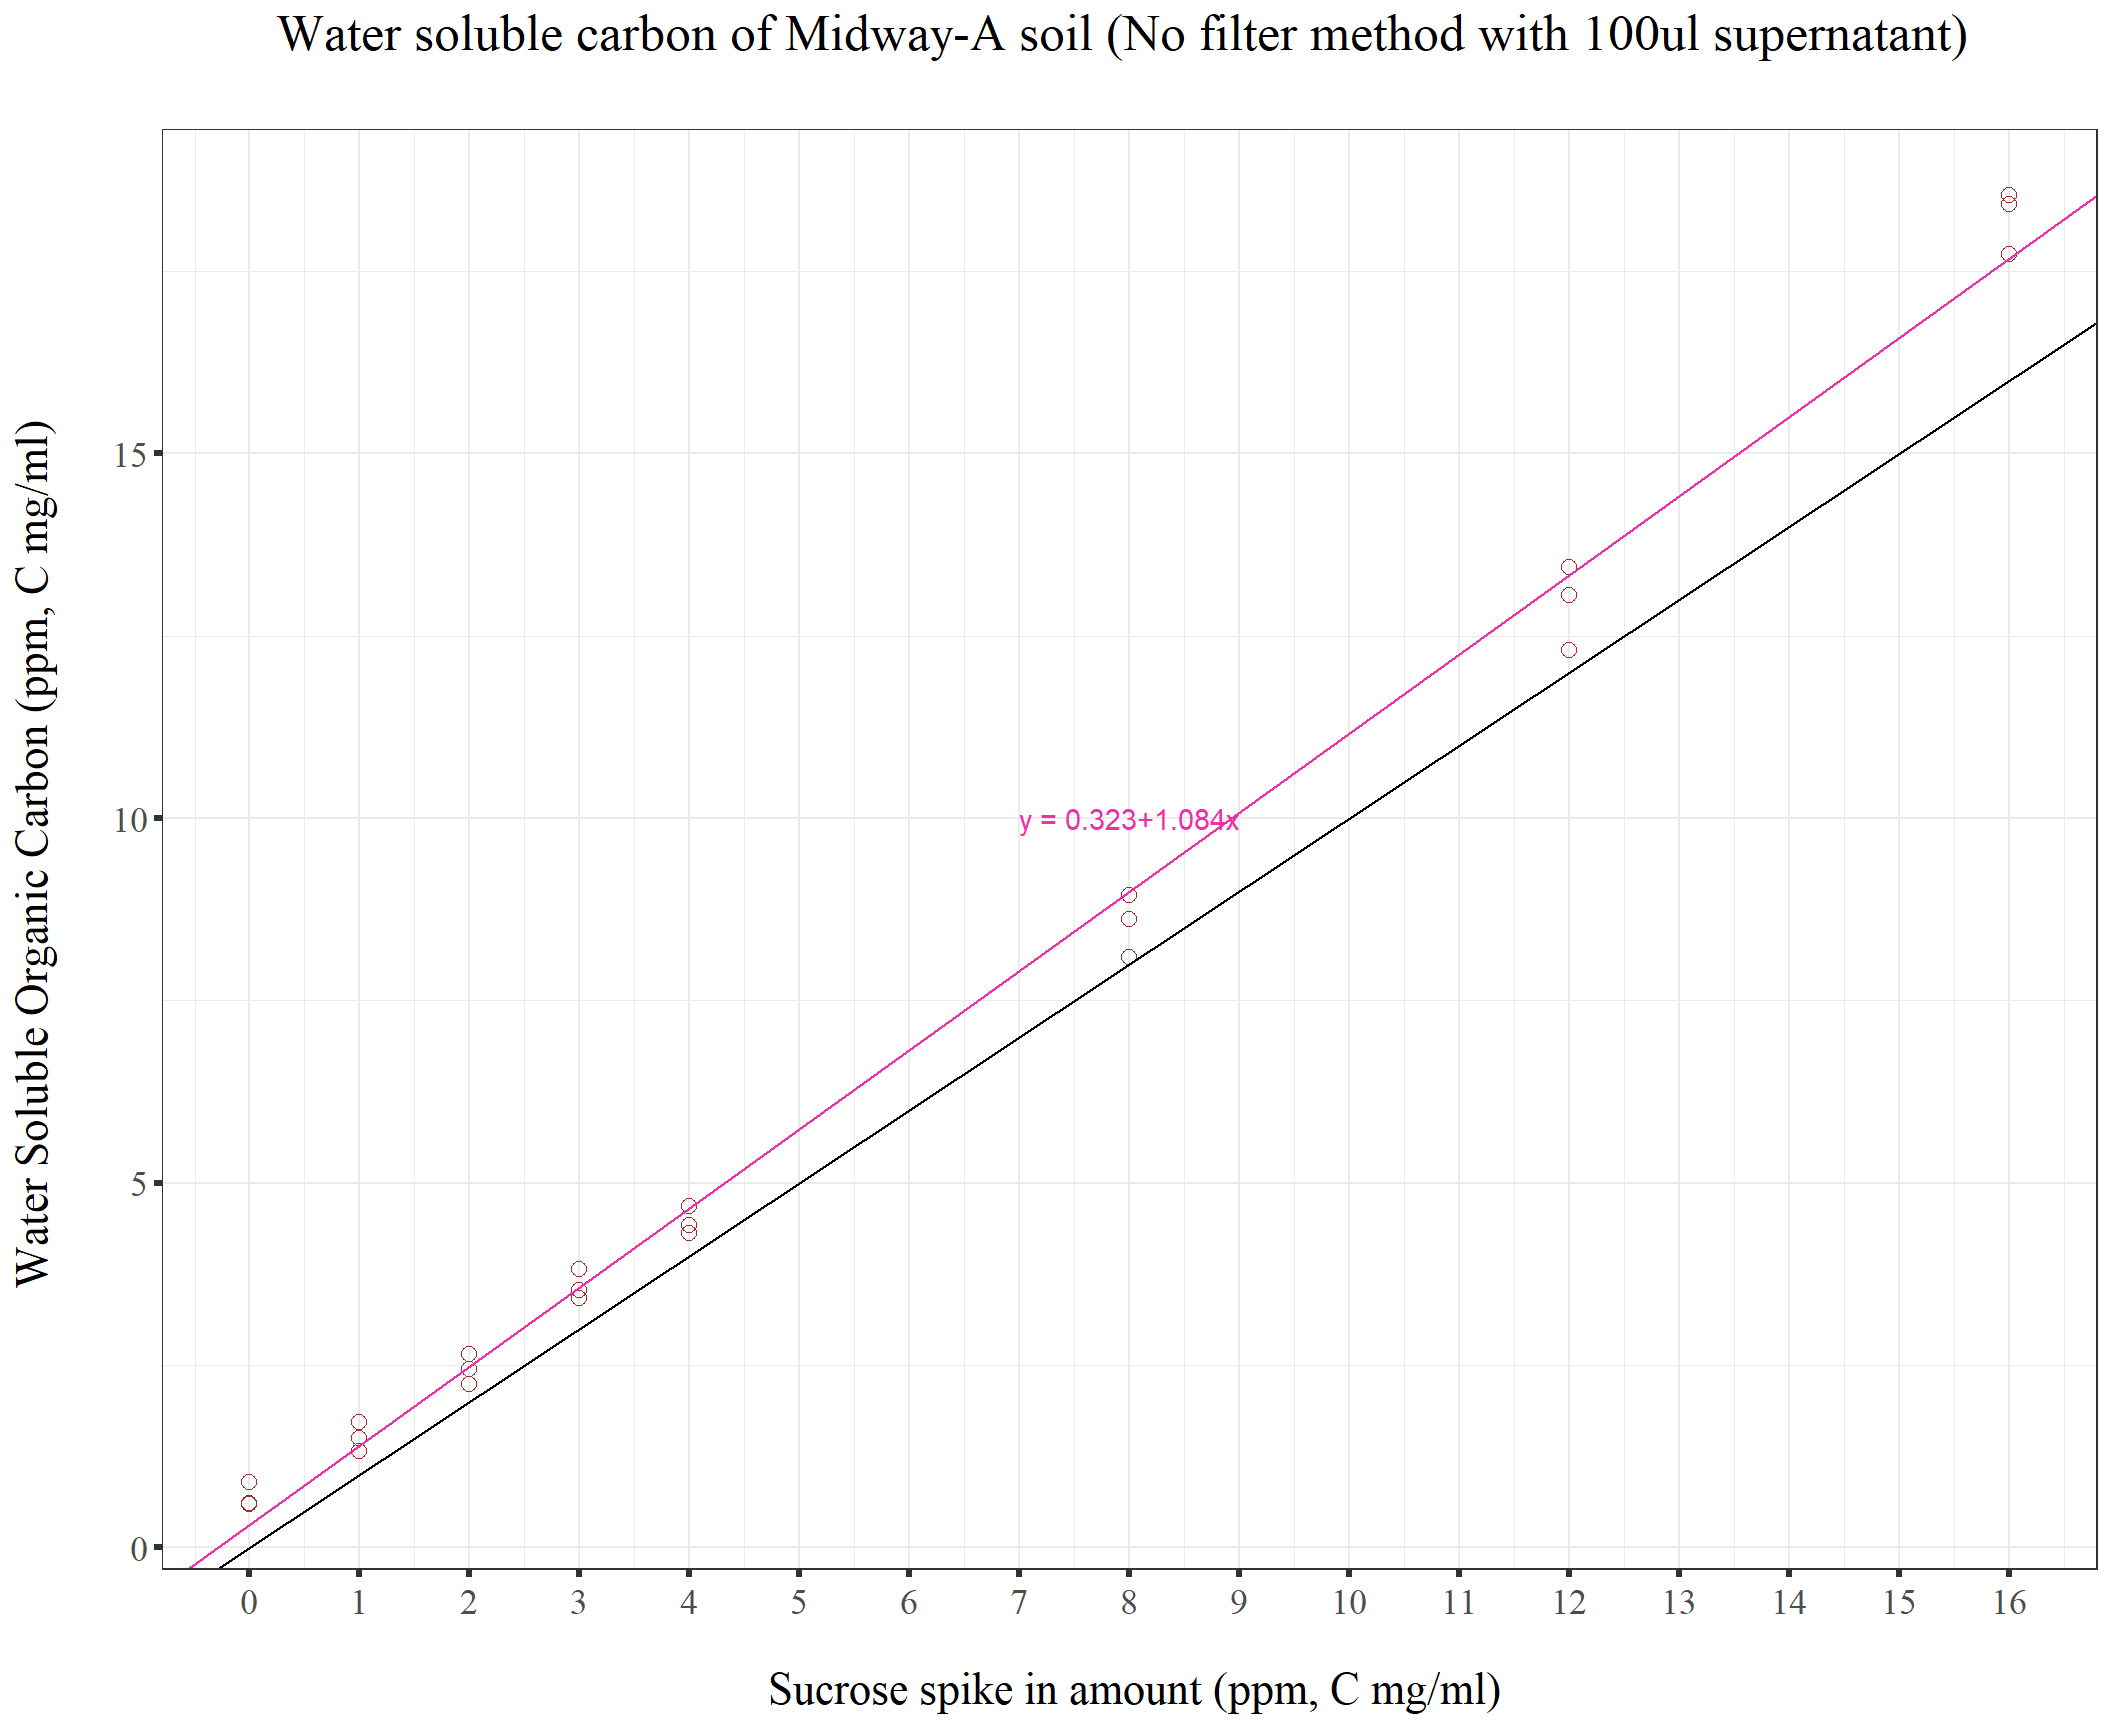 Water soluble carbon of Midway-A soil (No filter method with 100ul supernatant)
Water Soluble Organic Carbon (ppm, C mg/ml)
15
10
5
0
y = 0.323+1.084x
0 1 2 3 4 5 6 7 8 9 10 11 12 13 14 15 16
Sucrose spike in amount (ppm, C mg/ml)